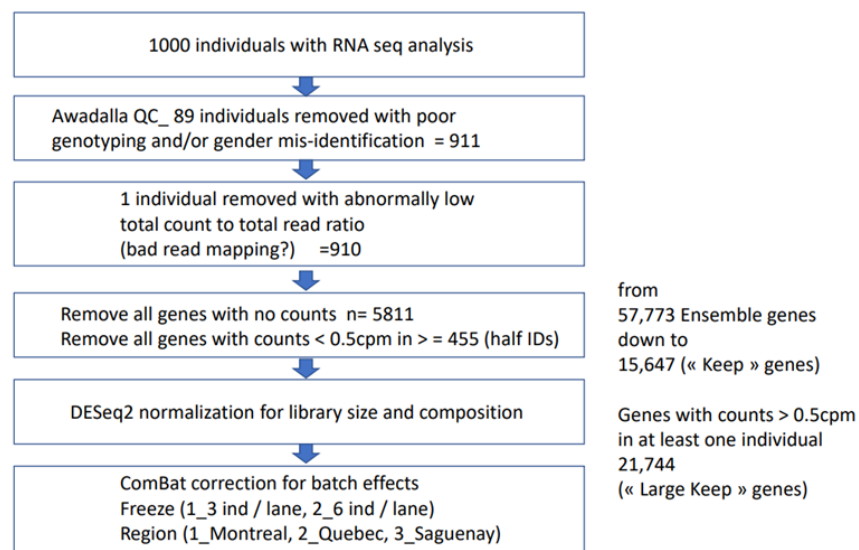 1000 individuals with RNA seq analysis
Awadalla QC_ 89 individuals removed with poor
genotyping and/or gender mis-identification = 911
1 individual removed with abnormally low
total count to total read ratio
(bad read mapping?) =910
Remove all genes with no counts n= 5811
Remove all genes with counts < 0.5cpm in > = 455 (half IDs)
DESeq2 normalization for library size and composition
ComBat correction for batch effects
Freeze (1_3 ind / lane, 2_6 ind / lane)
Region (1_Montreal, 2_Quebec, 3_Saguenay)
from
57,773 Ensemble genes
down to
15,647 (« Keep » genes)
Genes with counts > 0.5cpm
in at least one individual
21,744
(« Large Keep » genes)